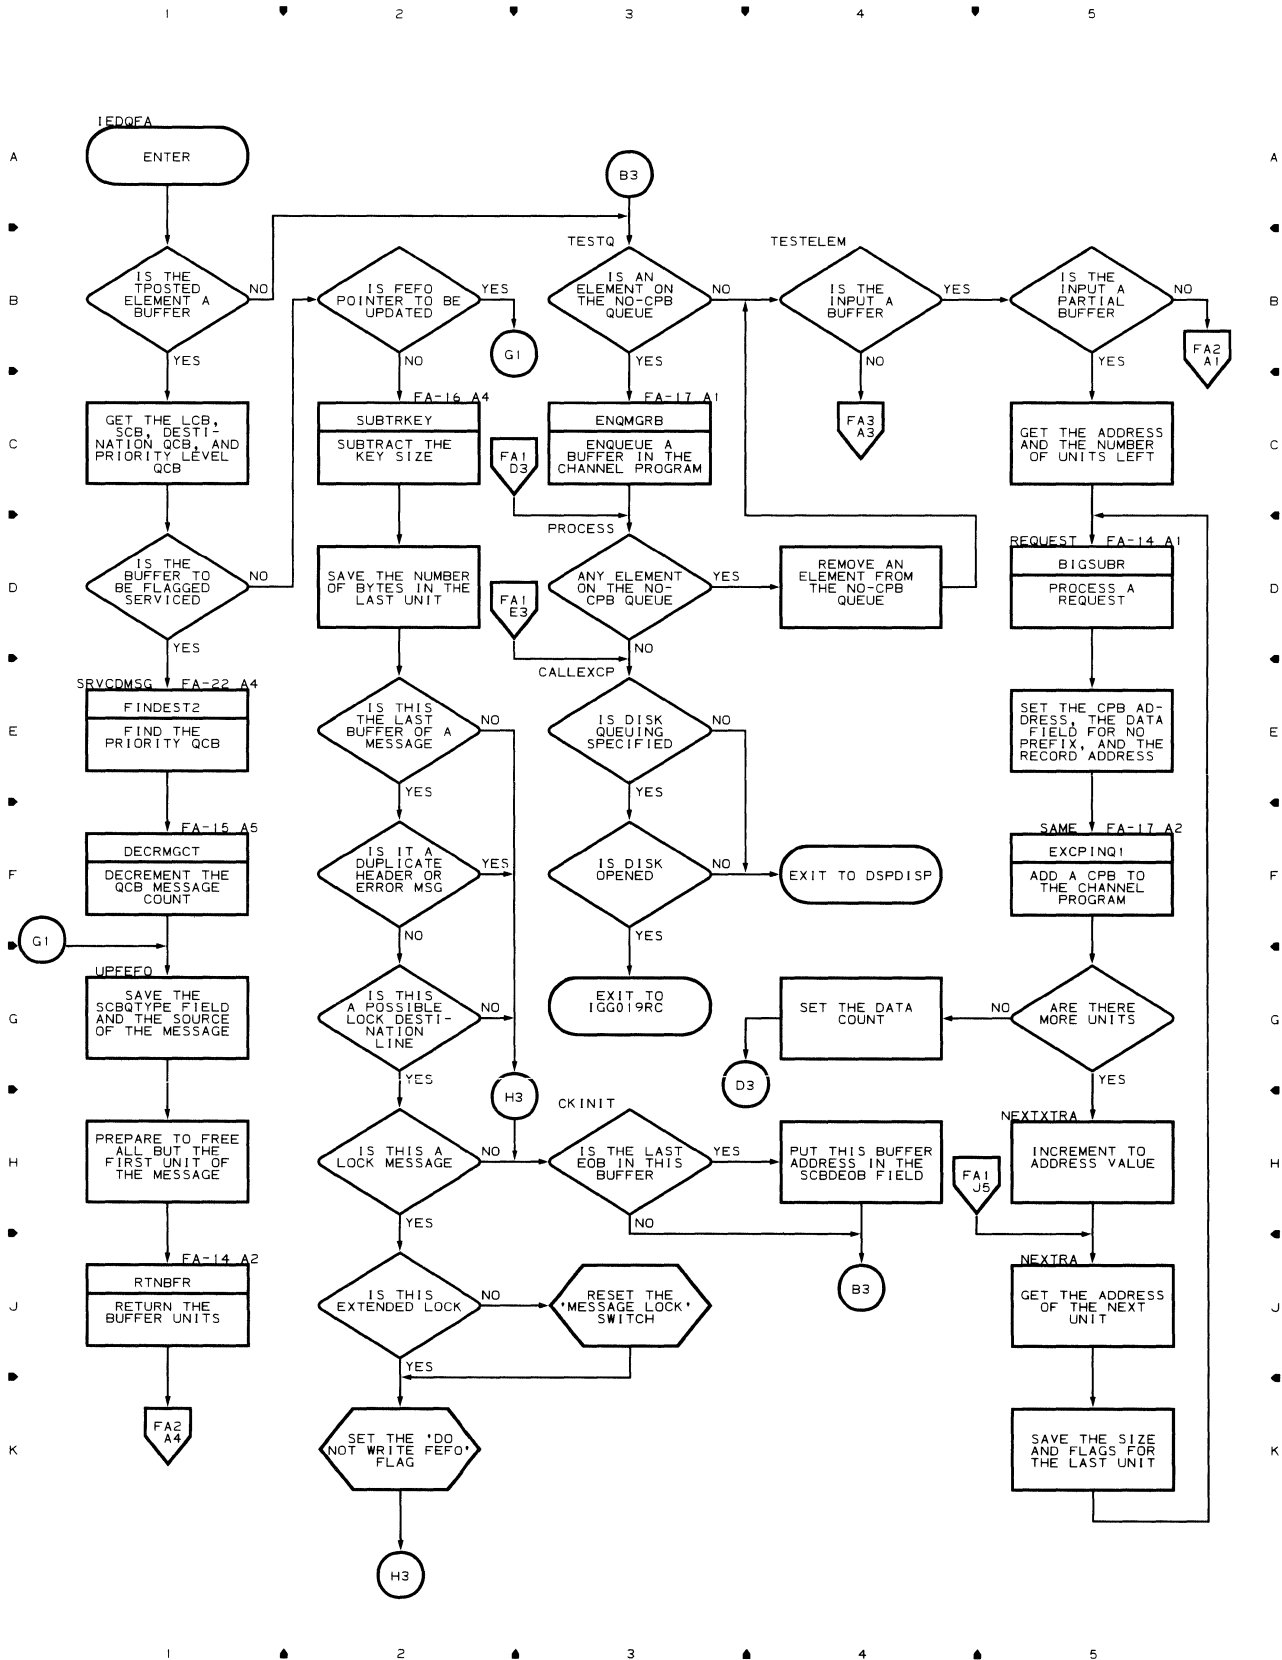 1 2 3 4 5
IEDQFA
A
ENTER
B3
A
TESTQ
TESTELEM
B
IS THE
TPOSTED
ELEMENT A
BUFFER
NO
YES
IS FEFO
POINTER TO BE
UPDATED
YES
NO
G1
IS AN
ELEMENT ON
THE NO-CPB
QUEUE
NO
YES
IS THE
INPUT A
BUFFER
YES
NO
IS THE
INPUT A
PARTIAL
BUFFER
NO
YES
FA2
A1
B
C
GET THE LCB,
SCB, DESTI-
NATION QCB, AND
PRIORITY LEVEL
QCB
FA-16 A4
SUBTRKEY
SUBTRACT THE
KEY SIZE
FA1
D3
FA-17 A1
ENQMGRB
ENQUEUE A
BUFFER IN THE
CHANNEL PROGRAM
FA3
A3
GET THE ADDRESS
AND THE NUMBER
OF UNITS LEFT
C
D
IS THE
BUFFER TO
BE FLAGGED
SERVICED
NO
YES
SAVE THE NUMBER
OF BYTES IN THE
LAST UNIT
FA1
E3
PROCESS
ANY ELEMENT
ON THE NO-
CPB QUEUE
YES
NO
REMOVE AN
ELEMENT FROM
THE NO-CPB
QUEUE
REQUEST FA-14 A1
BIGSUBR
PROCESS A
REQUEST
D
E
SRVCDMSG FA-22 A4
FINDEST2
FIND THE
PRIORITY QCB
IS THIS
THE LAST
BUFFER OF A
MESSAGE
NO
YES
CALLEXCP
IS DISK
QUEUING
SPECIFIED
NO
YES
SET THE CPB AD-
DRESS, THE DATA
FIELD FOR NO
PREFIX, AND THE
RECORD ADDRESS
E
F
FA-15 A5
DECRMGCT
DECREMENT THE
QCB MESSAGE
COUNT
IS IT A
DUPLICATE
HEADER OR
ERROR MSG
YES
NO
IS DISK
OPENED
NO
YES
EXIT TO DSPDISP
SAME FA-17 A2
EXCPINQ1
ADD A CPB TO
THE CHANNEL
PROGRAM
F
G1
G
UPFEFO
SAVE THE
SCBQTYPE FIELD
AND THE SOURCE
OF THE MESSAGE
IS THIS
A POSSIBLE
LOCK DESTI-
NATION
LINE
NO
YES
EXIT TO
IGG019RC
SET THE DATA
COUNT
NO
ARE THERE
MORE UNITS
YES
G
H3
D3
H
PREPARE TO FREE
ALL BUT THE
FIRST UNIT OF
THE MESSAGE
IS THIS A
LOCK MESSAGE
NO
YES
CKINIT
IS THE LAST
EOB IN THIS
BUFFER
YES
NO
PUT THIS BUFFER
ADDRESS IN THE
SCBDEOB FIELD
FA1
J5
NEXTXTRA
INCREMENT TO
ADDRESS VALUE
H
J
FA-14 A2
RTNBFR
RETURN THE
BUFFER UNITS
IS THIS
EXTENDED LOCK
NO
YES
RESET THE
'MESSAGE LOCK'
SWITCH
B3
NEXTRA
GET THE ADDRESS
OF THE NEXT
UNIT
J
K
FA2
A4
SET THE 'DO
NOT WRITE FEFO'
FLAG
SAVE THE SIZE
AND FLAGS FOR
THE LAST UNIT
K
H3
1 2 3 4 5